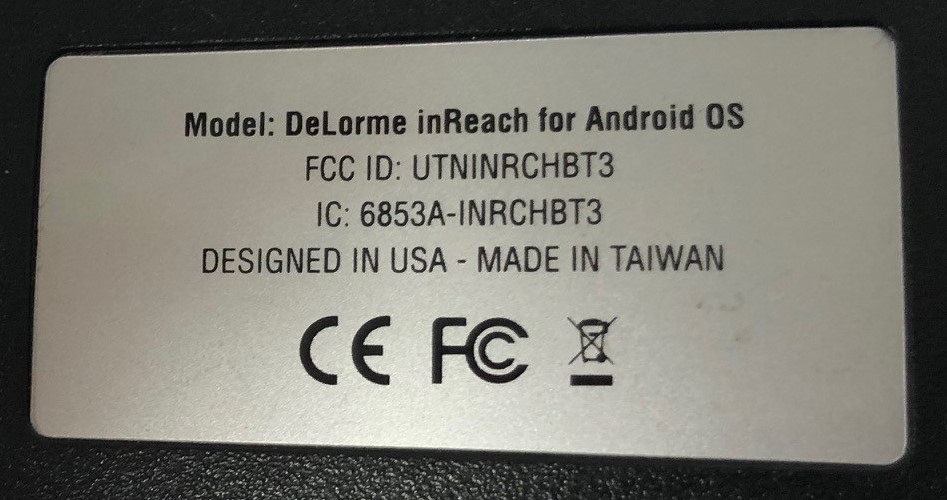 Model: DeLorme inReach for Android OS
FCC ID: UTNINRCHBT3
IC: 6853A-INRCHBT3
DESIGNED IN USA - MADE IN TAIWAN
CE FCC